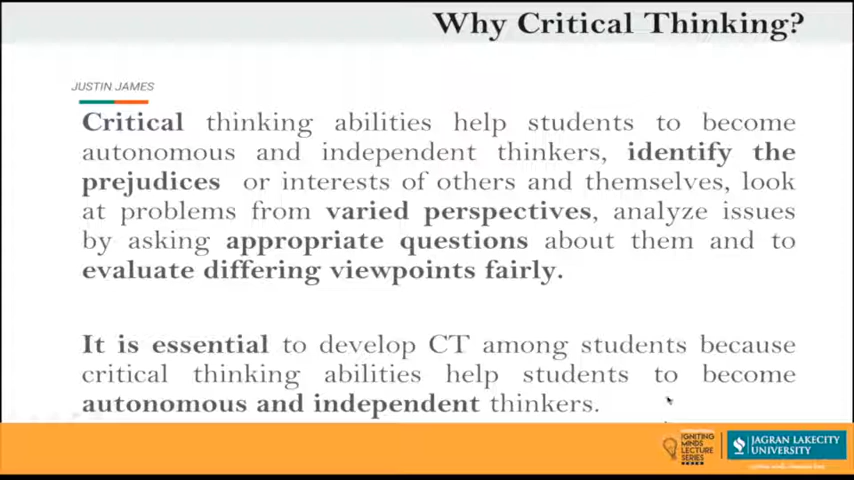 Why Critical Thinking?
JUSTIN JAMES
Critical thinking abilities help students to become
autonomous and independent thinkers, identify the
prejudices or interests of others and themselves, look
at problems from varied perspectives, analyze issues
by asking appropriate questions about them and to
evaluate differing viewpoints fairly.
It is essential to develop CT among students because
critical thinking abilities help students to become
autonomous and independent thinkers.
IGNITING
MINDS
LECTURE
SERIES
JAGRAN LAKECITY
UNIVERSITY